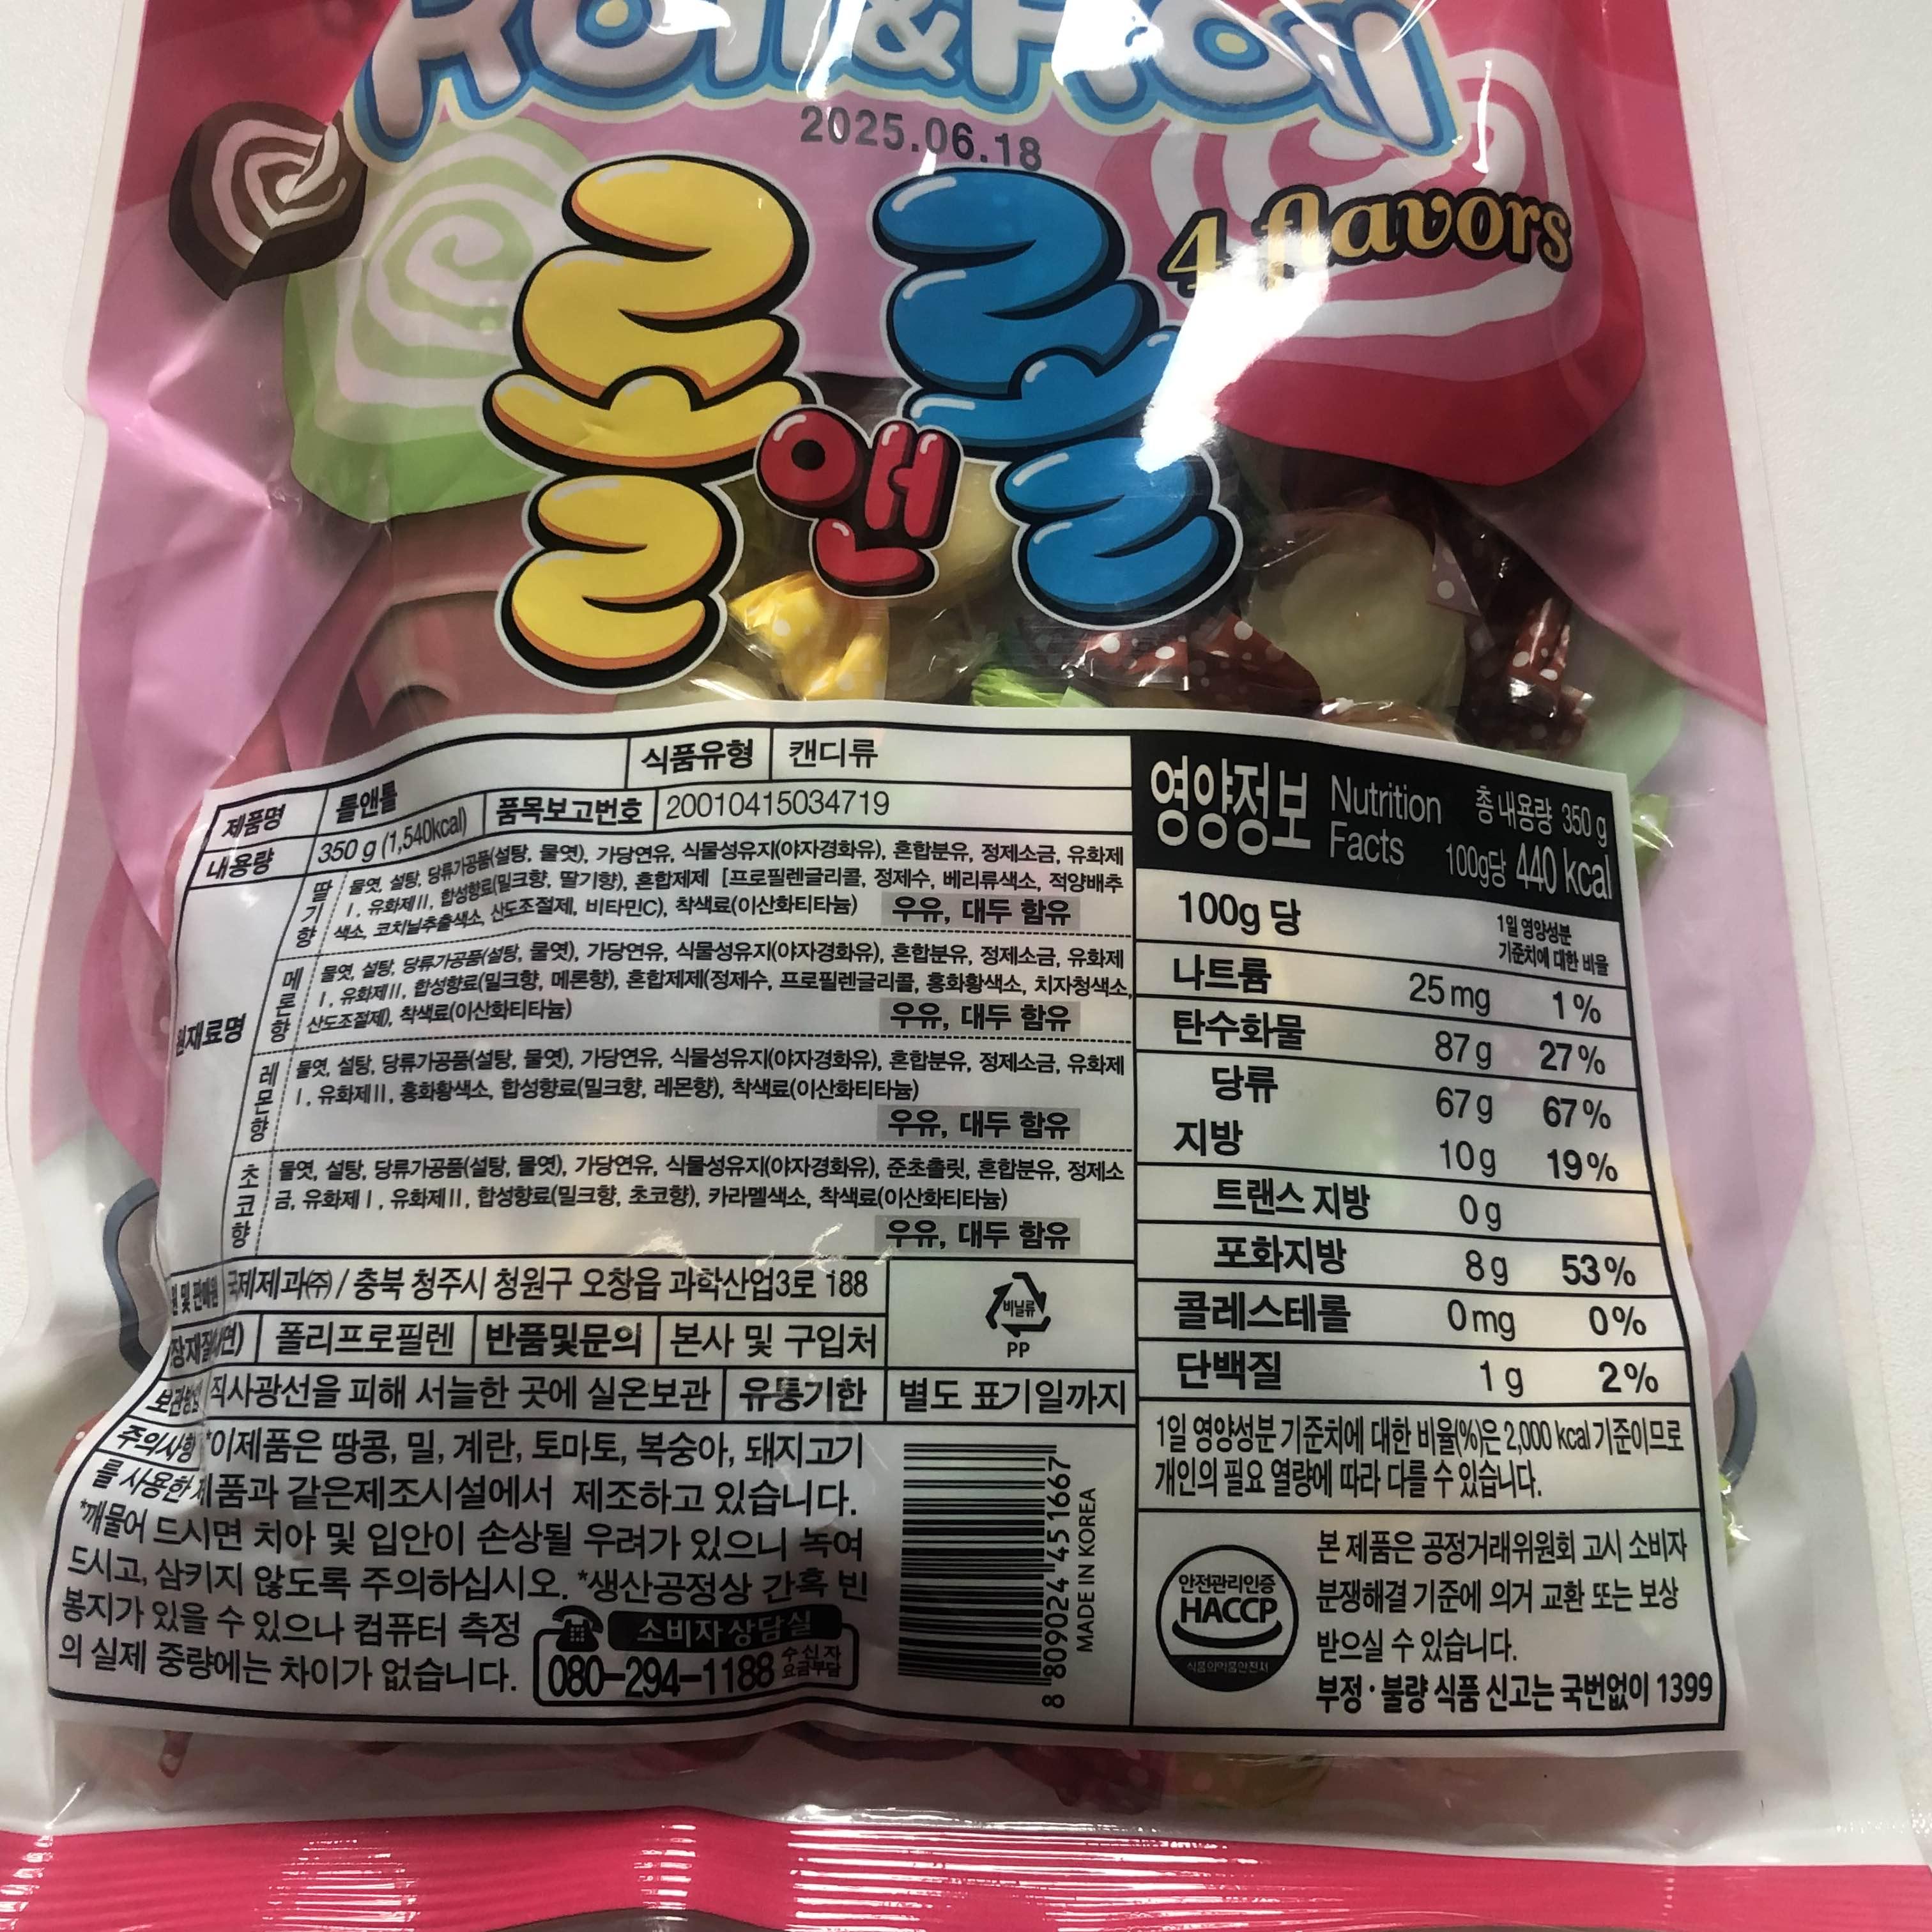 Roll&Roll
2025.06.18
4 flavors
롤앤롤
제품명 롤앤롤 식품유형 캔디류
내용량 350 g (1,540kcal) 품목보고번호 20010415034719
원재료명
딸기향
물엿, 설탕, 당류가공품(설탕, 물엿), 가당연유, 식물성유지(야자경화유), 혼합분유, 정제소금, 유화제
Ⅰ, 유화제Ⅱ, 합성향료(밀크향, 딸기향), 혼합제제 [프로필렌글리콜, 정제수, 베리류색소, 적양배추
색소, 코치닐추출색소, 산도조절제, 비타민C), 착색료(이산화티타늄) 우유, 대두 함유
메론향
물엿, 설탕, 당류가공품(설탕, 물엿), 가당연유, 식물성유지(야자경화유), 혼합분유, 정제소금, 유화제
Ⅰ, 유화제Ⅱ, 합성향료(밀크향, 메론향), 혼합제제(정제수, 프로필렌글리콜, 홍화황색소, 치자청색소,
산도조절제), 착색료(이산화티타늄) 우유, 대두 함유
레몬향
물엿, 설탕, 당류가공품(설탕, 물엿), 가당연유, 식물성유지(야자경화유), 혼합분유, 정제소금, 유화제
Ⅰ, 유화제Ⅱ, 홍화황색소, 합성향료(밀크향, 레몬향), 착색료(이산화티타늄)
우유, 대두 함유
초코향
물엿, 설탕, 당류가공품(설탕, 물엿), 가당연유, 식물성유지(야자경화유), 준초콜릿, 혼합분유, 정제소
금, 유화제Ⅰ, 유화제Ⅱ, 합성향료(밀크향, 초코향), 카라멜색소, 착색료(이산화티타늄)
우유, 대두 함유
원 및 판매원 국제제과㈜ / 충북 청주시 청원구 오창읍 과학산업3로 188
비닐류
PP
장재질(내면) 폴리프로필렌 반품및문의 본사 및 구입처
보관방법 직사광선을 피해 서늘한 곳에 실온보관 유통기한 별도 표기일까지
주의사항 *이제품은 땅콩, 밀, 계란, 토마토, 복숭아, 돼지고기
를 사용한 제품과 같은제조시설에서 제조하고 있습니다.
*깨물어 드시면 치아 및 입안이 손상될 우려가 있으니 녹여
드시고, 삼키지 않도록 주의하십시오. *생산공정상 간혹 빈
봉지가 있을 수 있으나 컴퓨터 측정
의 실제 중량에는 차이가 없습니다.
소비자상담실
080-294-1188 수신자 요금부담
8 809024 451667
MADE IN KOREA
영양정보 Nutrition Facts 총 내용량 350 g
100g당 440 kcal
100g 당 1일 영양성분 기준치에 대한 비율
나트륨 25 mg 1 %
탄수화물 87 g 27 %
당류 67 g 67 %
지방 10 g 19 %
트랜스 지방 0 g
포화지방 8 g 53 %
콜레스테롤 0 mg 0 %
단백질 1 g 2 %
1일 영양성분 기준치에 대한 비율(%)은 2,000 kcal 기준이므로
개인의 필요 열량에 따라 다를 수 있습니다.
안전관리인증
HACCP
식품의약품안전처
본 제품은 공정거래위원회 고시 소비자
분쟁해결 기준에 의거 교환 또는 보상
받으실 수 있습니다.
부정·불량 식품 신고는 국번없이 1399